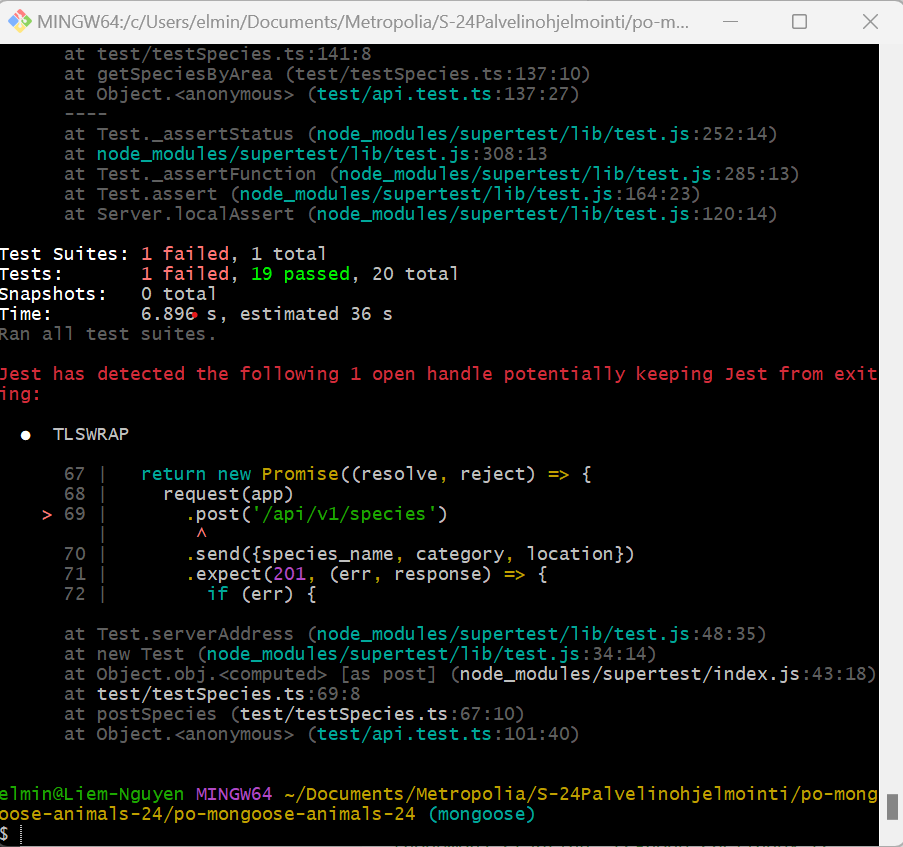 MINGW64:/c/Users/elmin/Documents/Metropolia/S-24Palvelinohjelmointi/po-m...
at test/testSpecies.ts:141:8
at getSpeciesByArea (test/testSpecies.ts:137:10)
at Object.<anonymous> (test/api.test.ts:137:27)
----
at Test._assertStatus (node_modules/supertest/lib/test.js:252:14)
at node_modules/supertest/lib/test.js:308:13
at Test._assertFunction (node_modules/supertest/lib/test.js:285:13)
at Test.assert (node_modules/supertest/lib/test.js:164:23)
at Server.localAssert (node_modules/supertest/lib/test.js:120:14)
Test Suites: 1 failed, 1 total
Tests:       1 failed, 19 passed, 20 total
Snapshots:   0 total
Time:        6.896 s, estimated 36 s
Ran all test suites.
Jest has detected the following 1 open handle potentially keeping Jest from exit
ing:
●  TLSWRAP
67 |   return new Promise((resolve, reject) => {
68 |     request(app)
> 69 |       .post('/api/v1/species')
|        ^
70 |       .send({species_name, category, location})
71 |       .expect(201, (err, response) => {
72 |         if (err) {
at Test.serverAddress (node_modules/supertest/lib/test.js:48:35)
at new Test (node_modules/supertest/lib/test.js:34:14)
at Object.obj.<computed> [as post] (node_modules/supertest/index.js:43:18)
at test/testSpecies.ts:69:8
at postSpecies (test/testSpecies.ts:67:10)
at Object.<anonymous> (test/api.test.ts:101:40)
elmin@Liem-Nguyen MINGW64 ~/Documents/Metropolia/S-24Palvelinohjelmointi/po-mong
oose-animals-24/po-mongoose-animals-24 (mongoose)
$